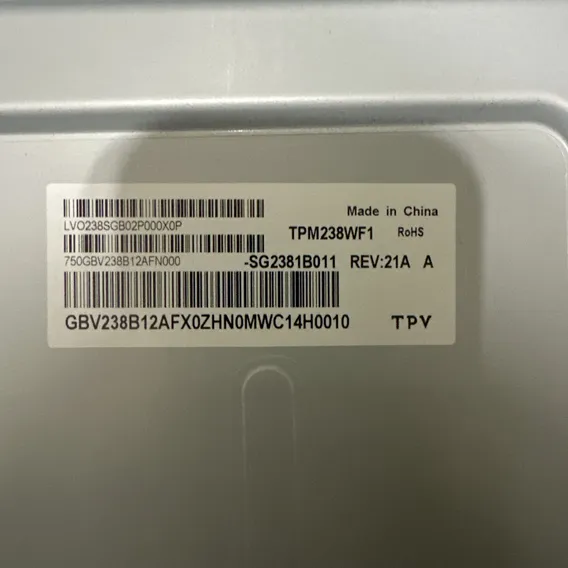 Made in China
LVO238SGB02P000X0P
TPM238WF1 RoHS
750GBV238B12AFN000
-SG2381B011 REV:21A A
GBV238B12AFX0ZHN0MWC14H0010
TPV